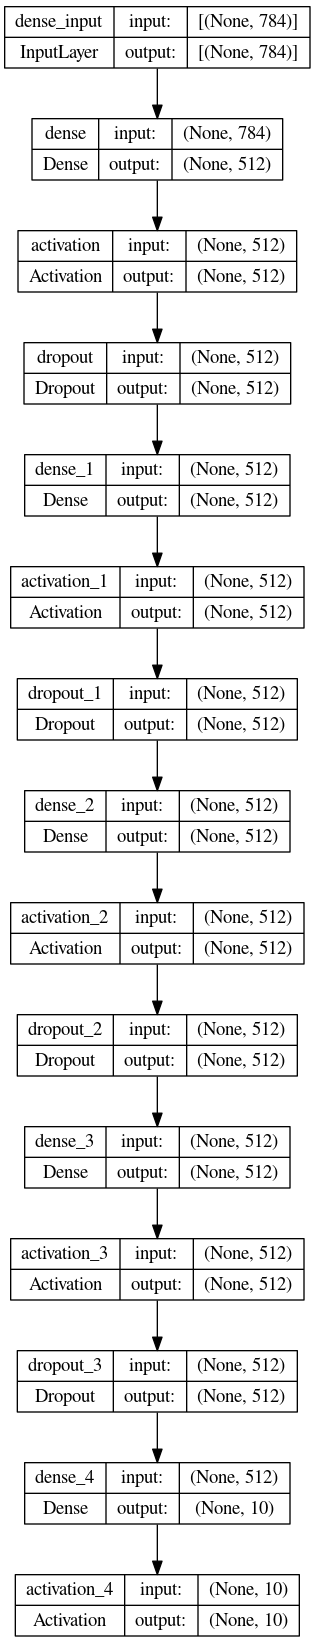 dense_input input: [(None, 784)]
InputLayer output: [(None, 784)]
dense input: (None, 784)
Dense output: (None, 512)
activation input: (None, 512)
Activation output: (None, 512)
dropout input: (None, 512)
Dropout output: (None, 512)
dense_1 input: (None, 512)
Dense output: (None, 512)
activation_1 input: (None, 512)
Activation output: (None, 512)
dropout_1 input: (None, 512)
Dropout output: (None, 512)
dense_2 input: (None, 512)
Dense output: (None, 512)
activation_2 input: (None, 512)
Activation output: (None, 512)
dropout_2 input: (None, 512)
Dropout output: (None, 512)
dense_3 input: (None, 512)
Dense output: (None, 512)
activation_3 input: (None, 512)
Activation output: (None, 512)
dropout_3 input: (None, 512)
Dropout output: (None, 512)
dense_4 input: (None, 512)
Dense output: (None, 10)
activation_4 input: (None, 10)
Activation output: (None, 10)